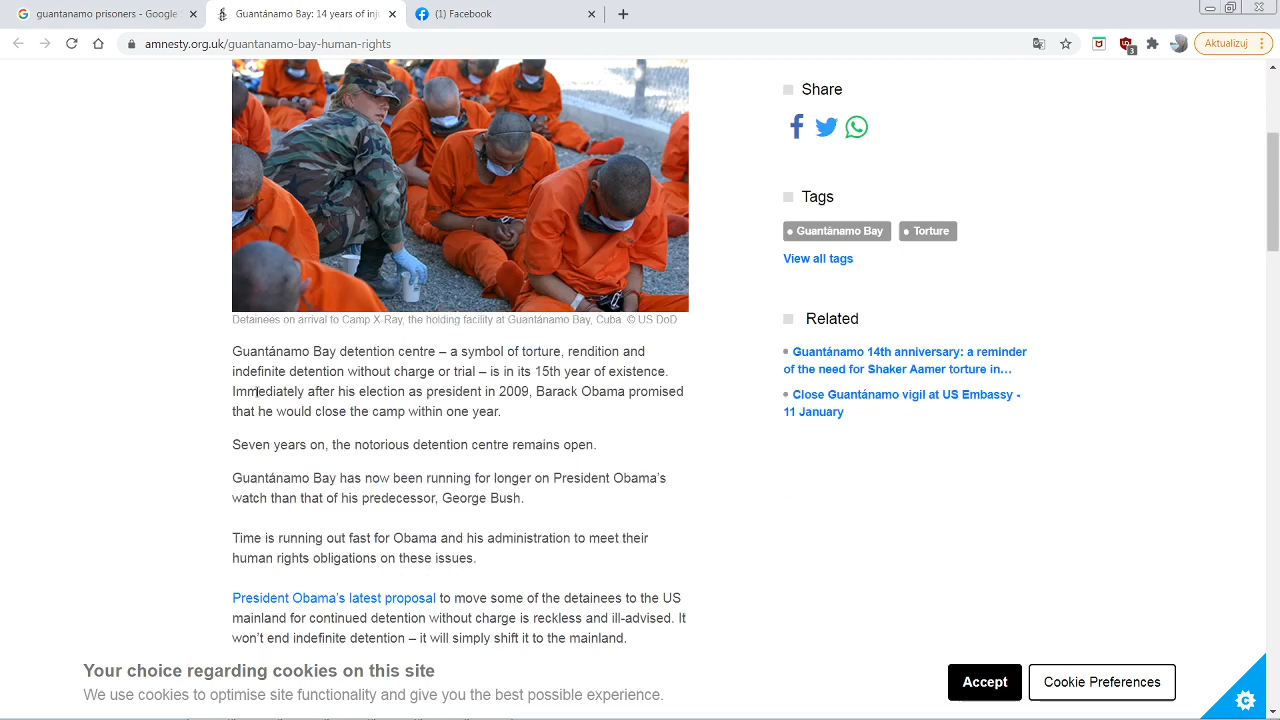 guantanamo prisoners - Google
Guantánamo Bay: 14 years of inj
(1) Facebook
amnesty.org.uk/guantanamo-bay-human-rights
3
Aktualizuj
Detainees on arrival to Camp X-Ray, the holding facility at Guantánamo Bay, Cuba. © US DoD
Guantánamo Bay detention centre – a symbol of torture, rendition and
indefinite detention without charge or trial – is in its 15th year of existence.
Immediately after his election as president in 2009, Barack Obama promised
that he would close the camp within one year.
Seven years on, the notorious detention centre remains open.
Guantánamo Bay has now been running for longer on President Obama's
watch than that of his predecessor, George Bush.
Time is running out fast for Obama and his administration to meet their
human rights obligations on these issues.
President Obama's latest proposal to move some of the detainees to the US
mainland for continued detention without charge is reckless and ill-advised. It
won't end indefinite detention – it will simply shift it to the mainland.
Share
Tags
Guantánamo Bay
Torture
View all tags
Related
Guantánamo 14th anniversary: a reminder
of the need for Shaker Aamer torture in…
Close Guantánamo vigil at US Embassy -
11 January
Your choice regarding cookies on this site
We use cookies to optimise site functionality and give you the best possible experience.
Accept
Cookie Preferences